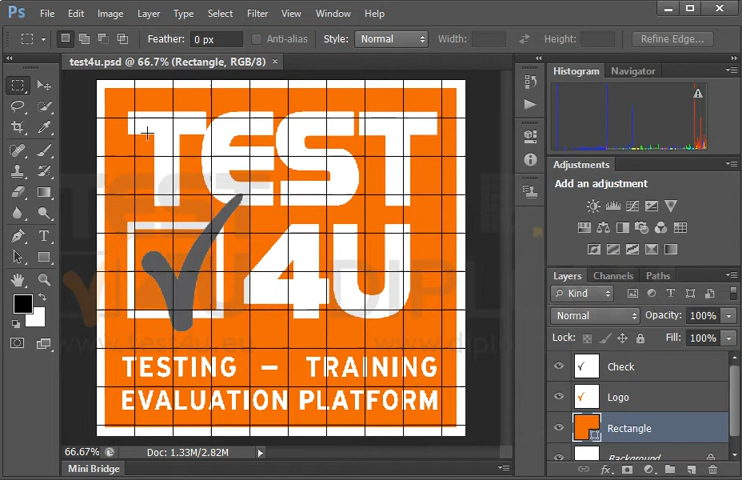 Ps File Edit Image Layer Type Select Filter View Window Help
Feather: 0 px Anti-alias Style: Normal Width: Height: Refine Edge...
test4u.psd @ 66.7% (Rectangle, RGB/8) ×
Histogram Navigator
TEST
4U
TESTING – TRAINING
EVALUATION PLATFORM
Adjustments
Add an adjustment
Layers Channels Paths
Kind
Normal Opacity: 100%
Lock: Fill: 100%
Check
Logo
Rectangle
Background
66.67% Doc: 1.33M/2.82M
Mini Bridge